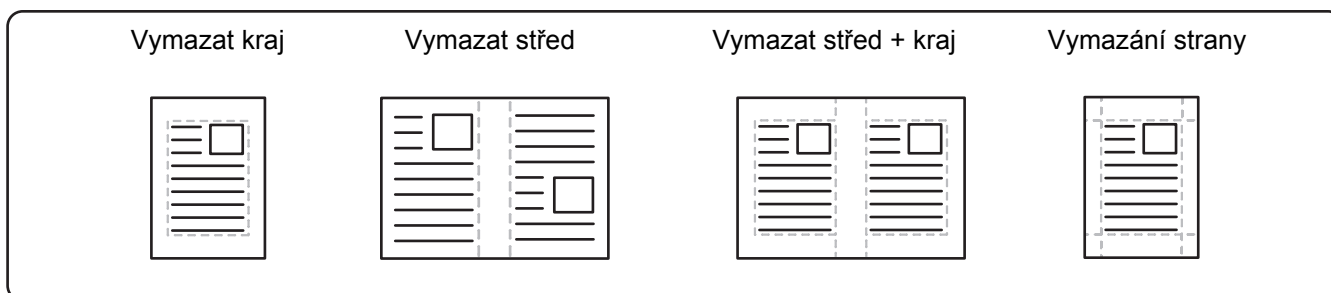 Vymazat kraj
Vymazat střed
Vymazat střed + kraj
Vymazání strany